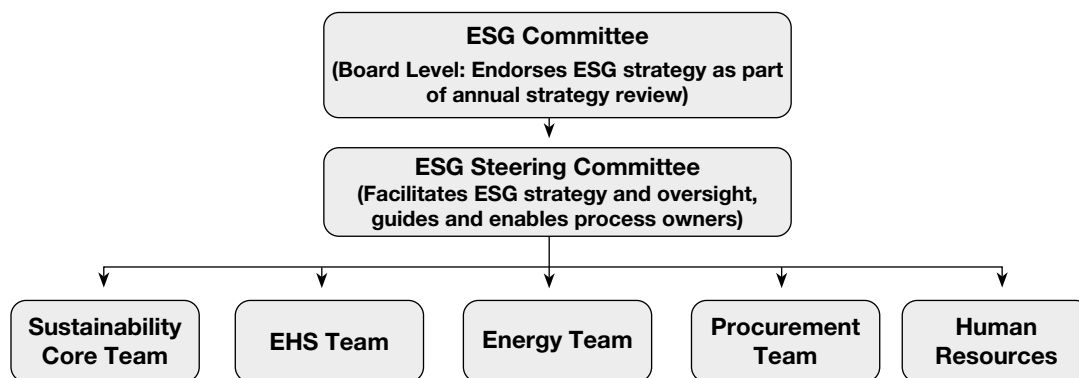 ESG Committee
(Board Level: Endorses ESG strategy as part
of annual strategy review)
ESG Steering Committee
(Facilitates ESG strategy and oversight,
guides and enables process owners)
Sustainability
Core Team
EHS Team
Energy Team
Procurement
Team
Human
Resources